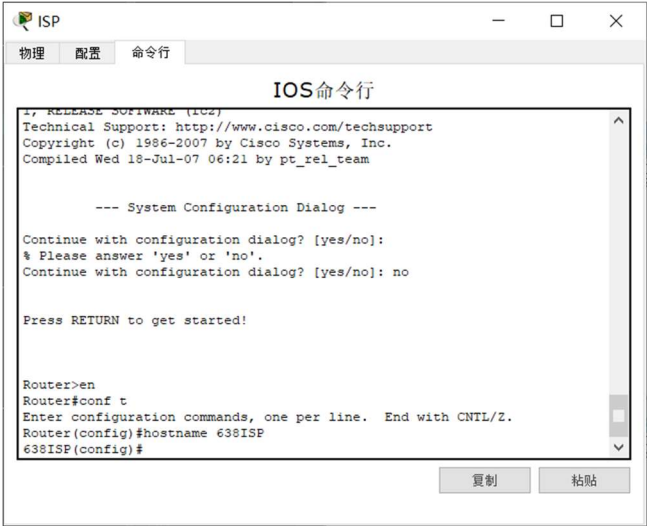 ISP
物理 配置 命令行
IOS命令行
1, RELEASE SOFTWARE (fc2)
Technical Support: http://www.cisco.com/techsupport
Copyright (c) 1986-2007 by Cisco Systems, Inc.
Compiled Wed 18-Jul-07 06:21 by pt_rel_team
--- System Configuration Dialog ---
Continue with configuration dialog? [yes/no]:
% Please answer 'yes' or 'no'.
Continue with configuration dialog? [yes/no]: no
Press RETURN to get started!
Router>en
Router#conf t
Enter configuration commands, one per line.  End with CNTL/Z.
Router(config)#hostname 638ISP
638ISP(config)#
复制 粘贴